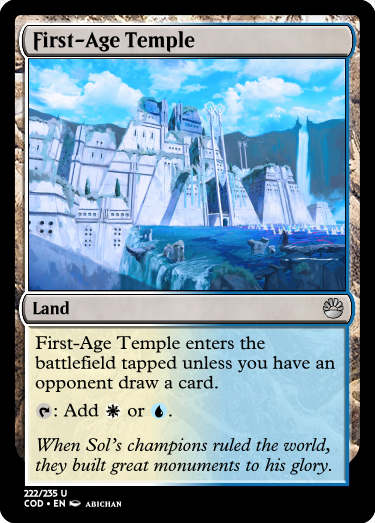 First-Age Temple
Land
First-Age Temple enters the
battlefield tapped unless you have an
opponent draw a card.
: Add or .
When Sol's champions ruled the world,
they built great monuments to his glory.
222/235 U
COD • EN ABICHAN